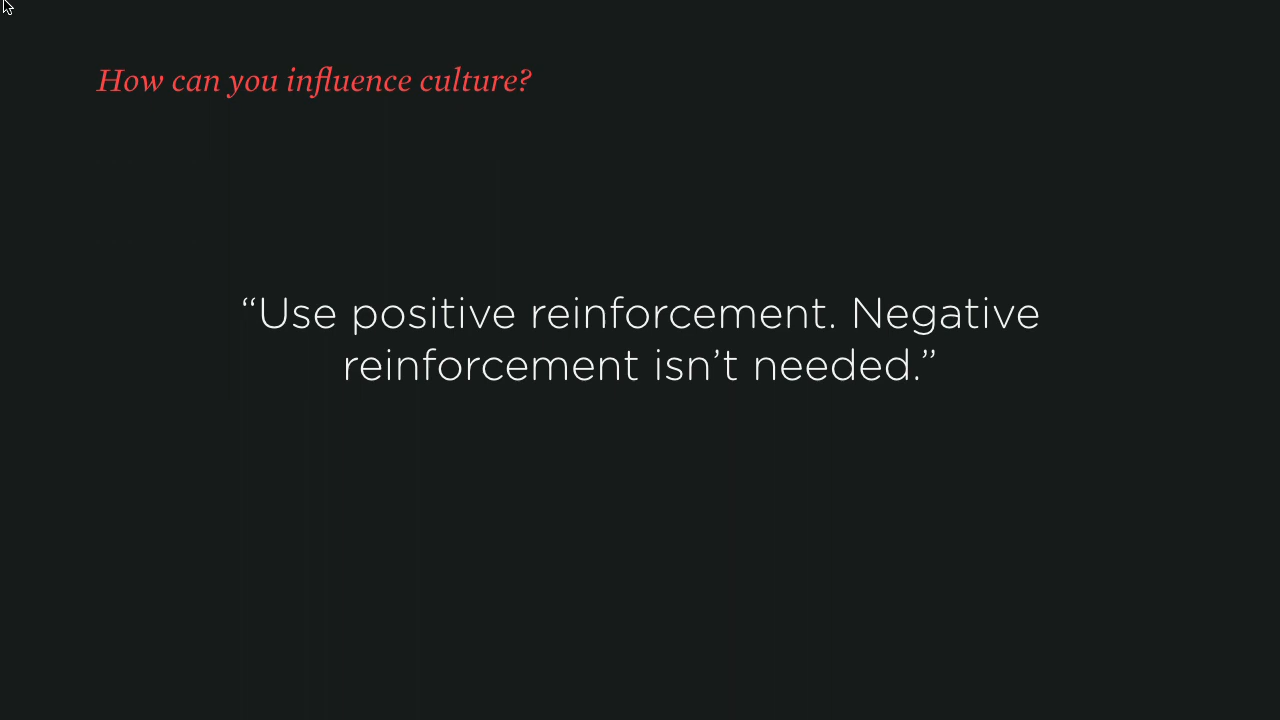 How can you influence culture?
“Use positive reinforcement. Negative
reinforcement isn’t needed.”